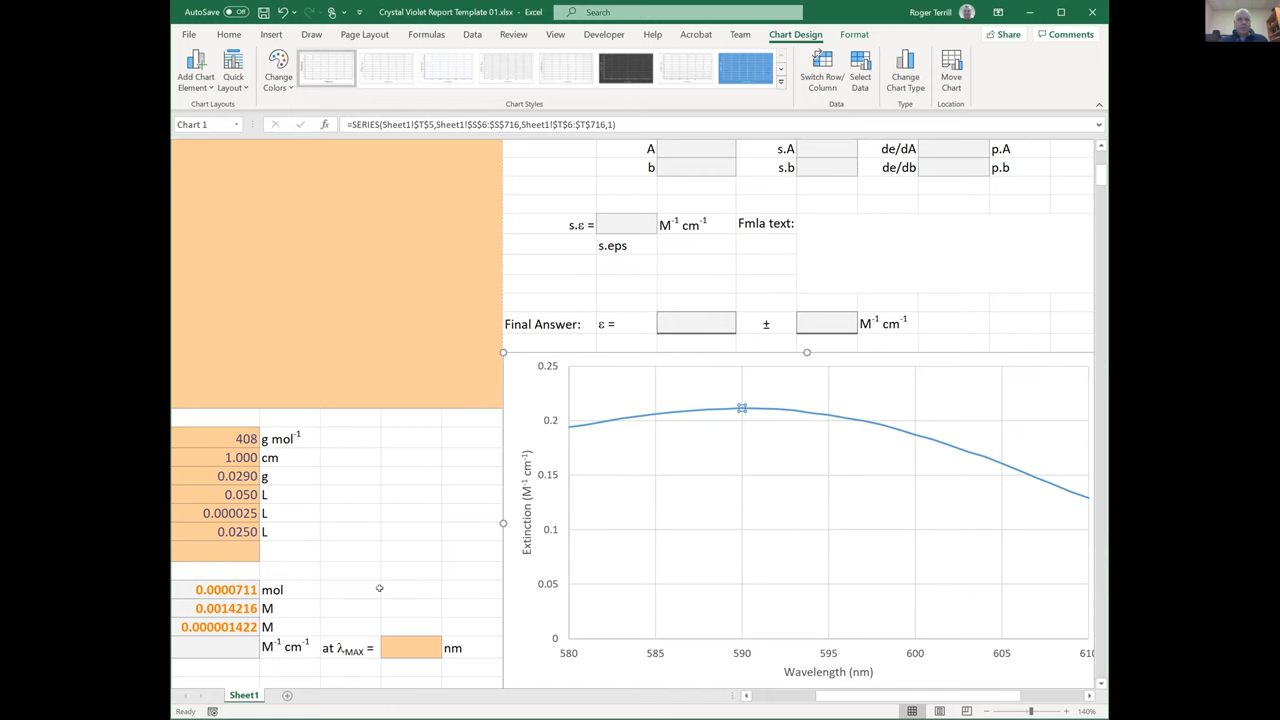 AutoSave Off Crystal Violet Report Template 01.xlsx - Excel Search Roger Terrill
File Home Insert Draw Page Layout Formulas Data Review View Developer Help Acrobat Team Chart Design Format Share Comments
Add Chart Element Quick Layout Change Colors Switch Row/ Column Select Data Change Chart Type Move Chart
Chart Layouts Chart Styles Data Type Location
Chart 1 fx =SERIES(Sheet1!$T$5,Sheet1!$S$6:$S$716,Sheet1!$T$6:$T$716,1)
A s.A de/dA p.A
b s.b de/db p.b
s.ε = M-1 cm-1 Fmla text:
s.eps
Final Answer: ε = ± M-1 cm-1
0.25
0.2
0.15
0.1
0.05
0
Extinction (M-1 cm-1)
580 585 590 595 600 605 610
Wavelength (nm)
408 g mol-1
1.000 cm
0.0290 g
0.050 L
0.000025 L
0.0250 L
0.0000711 mol
0.0014216 M
0.000001422 M
M-1 cm-1 at λMAX = nm
Sheet1
Ready 140%